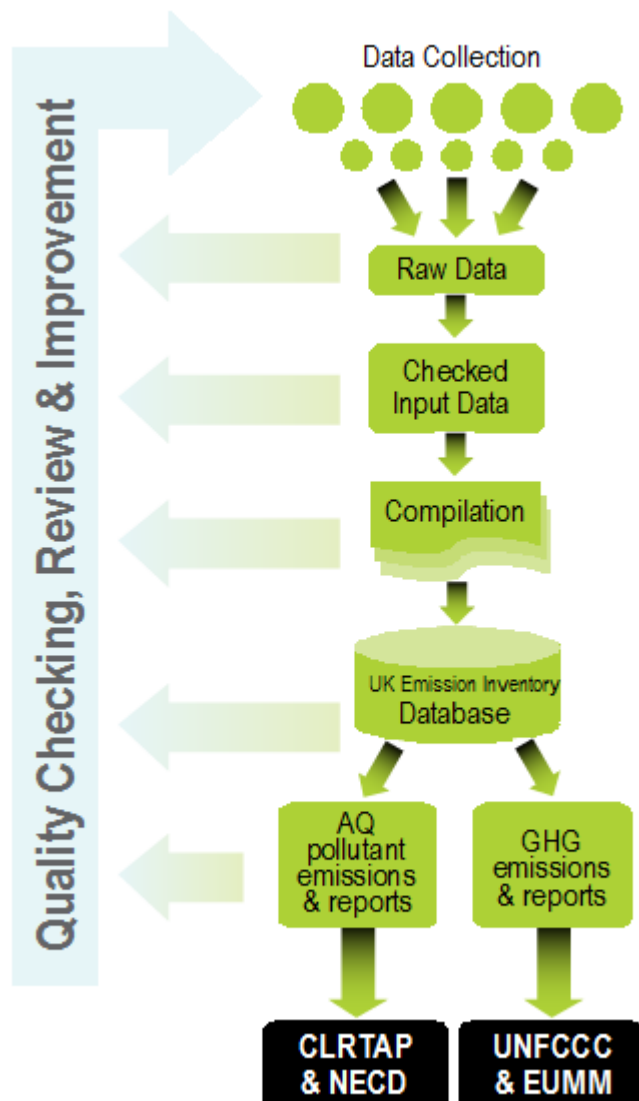 Data Collection
Quality Checking, Review & Improvement
Raw Data
Checked
Input Data
Compilation
UK Emission Inventory
Database
AQ
pollutant
emissions
& reports
GHG
emissions
& reports
CLRTAP
& NECD
UNFCCC
& EUMM